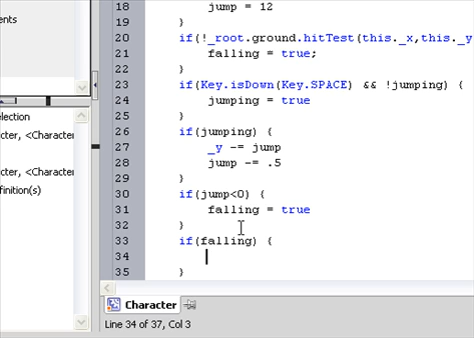 ents
election
cter, <Character
cter, <Character
finition(s)
18 jump = 12
19 }
20 if(!_root.ground.hitTest(this._x,this._y
21 falling = true;
22 }
23 if(Key.isDown(Key.SPACE) && !jumping) {
24 jumping = true
25 }
26 if(jumping) {
27 _y -= jump
28 jump -= .5
29 }
30 if(jump<0) {
31 falling = true
32 }
33 if(falling) {
34
35 }
Character
Line 34 of 37, Col 3